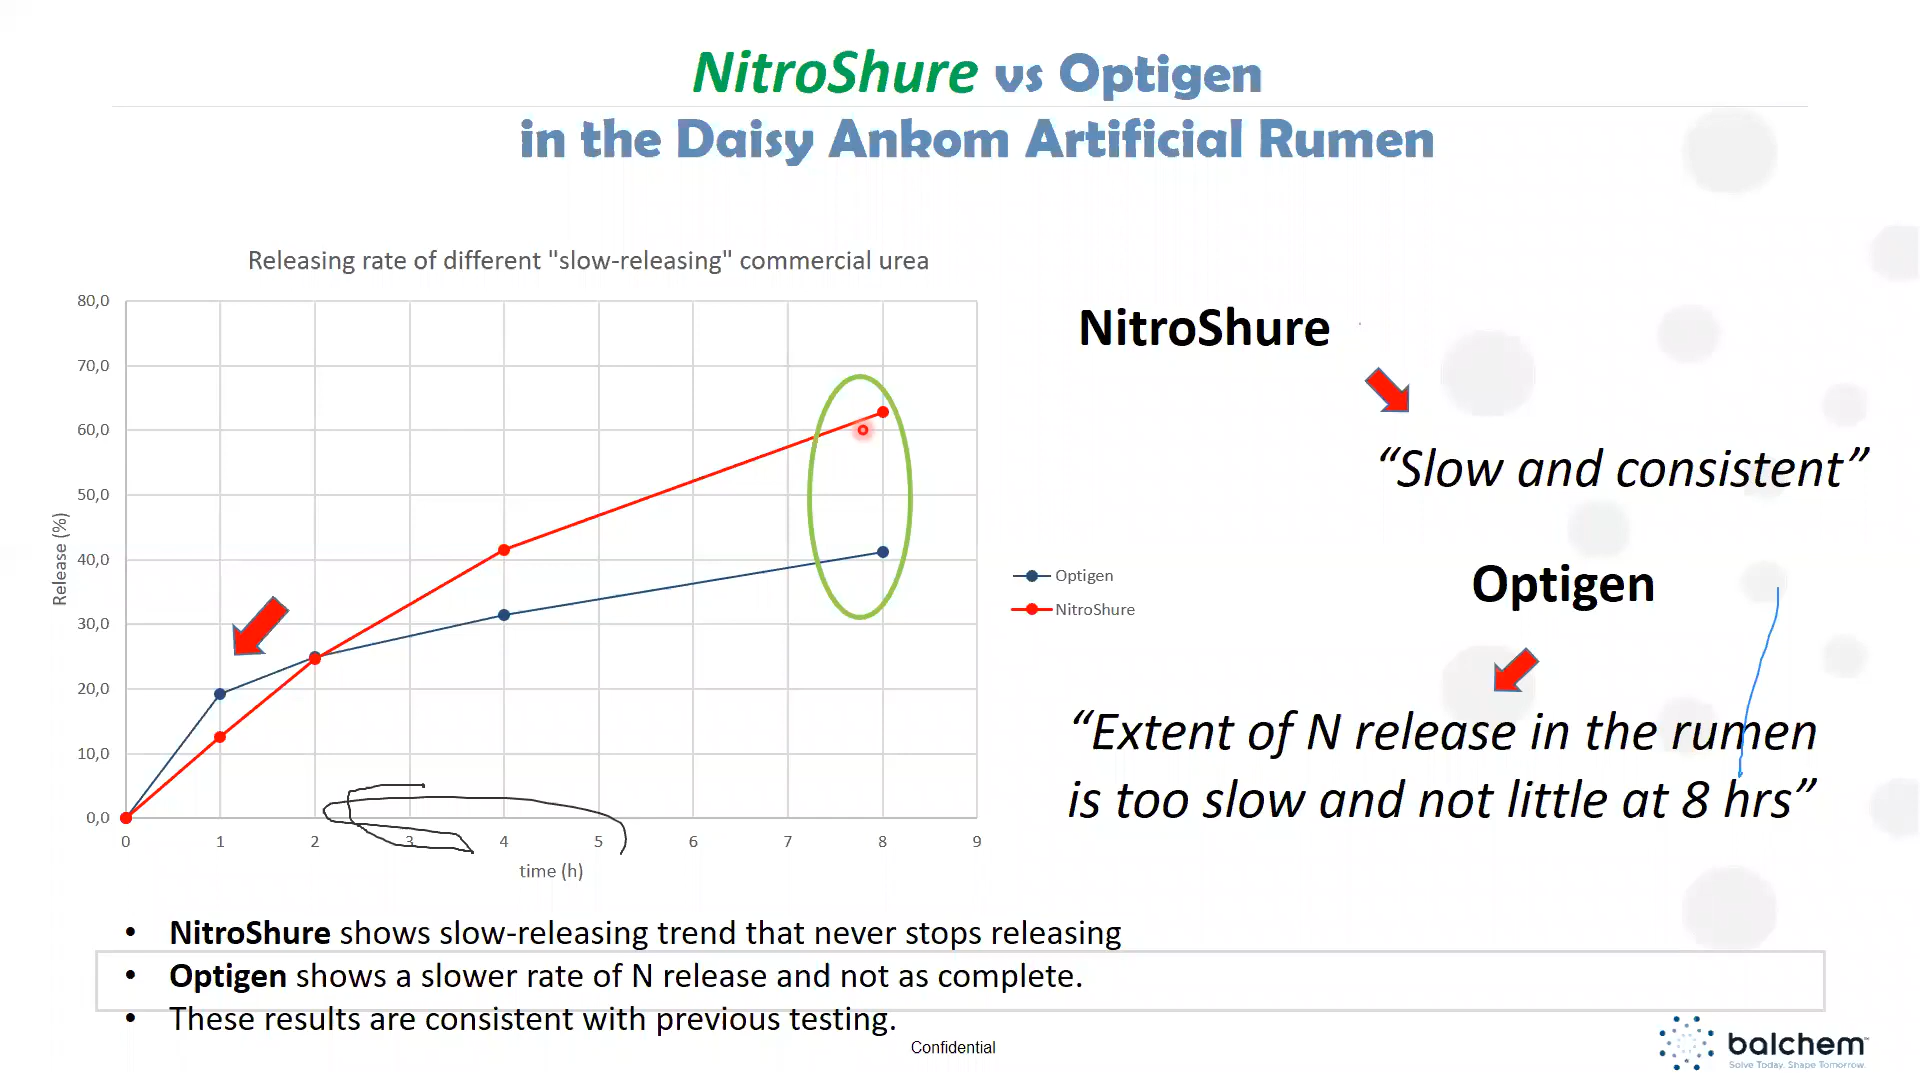 NitroShure vs Optigen
in the Daisy Ankom Artificial Rumen
Releasing rate of different "slow-releasing" commercial urea
80,0
70,0
60,0
50,0
40,0
30,0
20,0
10,0
0,0
Release (%)
0 1 2 3 4 5 6 7 8 9
time (h)
Optigen
NitroShure
NitroShure
“Slow and consistent”
Optigen
“Extent of N release in the rumen
is too slow and not little at 8 hrs”
• NitroShure shows slow-releasing trend that never stops releasing
• Optigen shows a slower rate of N release and not as complete.
• These results are consistent with previous testing.
Confidential
balchem™
Solve Today. Shape Tomorrow.